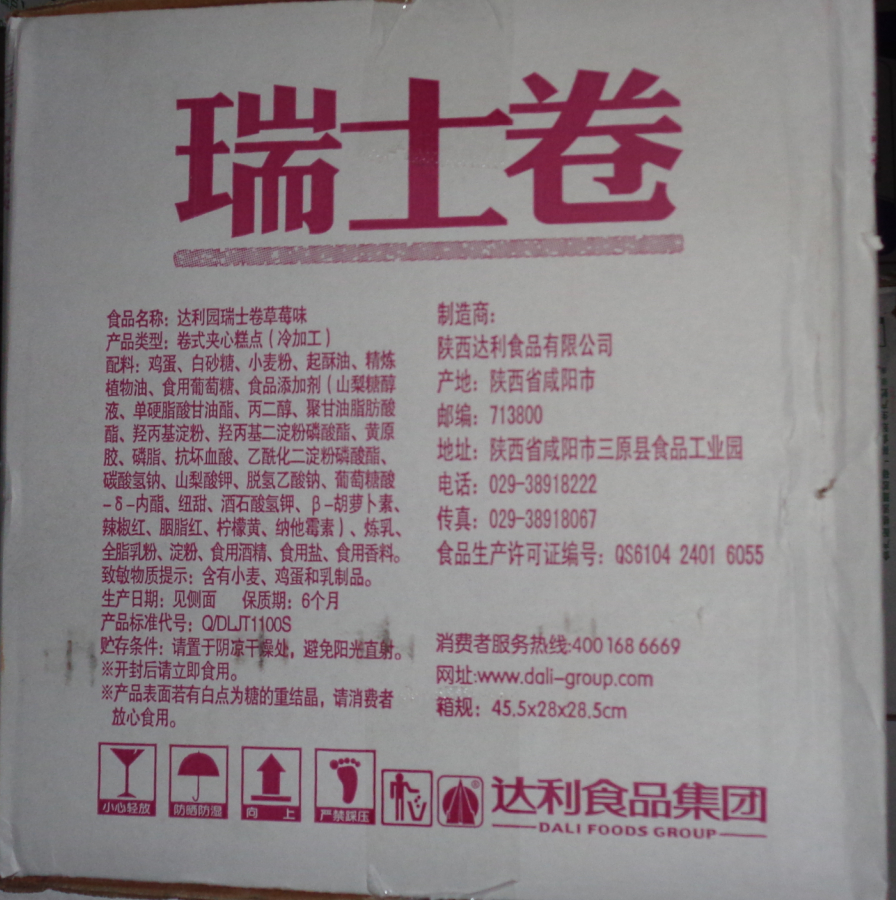 瑞士卷
食品名称：达利园瑞士卷草莓味
产品类型：卷式夹心糕点（冷加工）
配料：鸡蛋、白砂糖、小麦粉、起酥油、精炼
植物油、食用葡萄糖、食品添加剂（山梨糖醇
液、单硬脂酸甘油酯、丙二醇、聚甘油脂肪酸
酯、羟丙基淀粉、羟丙基二淀粉磷酸酯、黄原
胶、磷脂、抗坏血酸、乙酰化二淀粉磷酸酯、
碳酸氢钠、山梨酸钾、脱氢乙酸钠、葡萄糖酸
-δ-内酯、纽甜、酒石酸氢钾、β-胡萝卜素、
辣椒红、胭脂红、柠檬黄、纳他霉素）、炼乳、
全脂乳粉、淀粉、食用酒精、食用盐、食用香料。
致敏物质提示：含有小麦、鸡蛋和乳制品。
生产日期：见侧面 保质期：6个月
产品标准代号：Q/DLJT1100S
贮存条件：请置于阴凉干燥处，避免阳光直射。
※开封后请立即食用。
※产品表面若有白点为糖的重结晶，请消费者
放心食用。
制造商：
陕西达利食品有限公司
产地：陕西省咸阳市
邮编：713800
地址：陕西省咸阳市三原县食品工业园
电话：029-38918222
传真：029-38918067
食品生产许可证编号：QS6104 2401 6055
消费者服务热线:400 168 6669
网址:www.dali-group.com
箱规：45.5x28x28.5cm
小心轻放
防晒防湿
向上
严禁踩压
达利食品集团
DALI FOODS GROUP